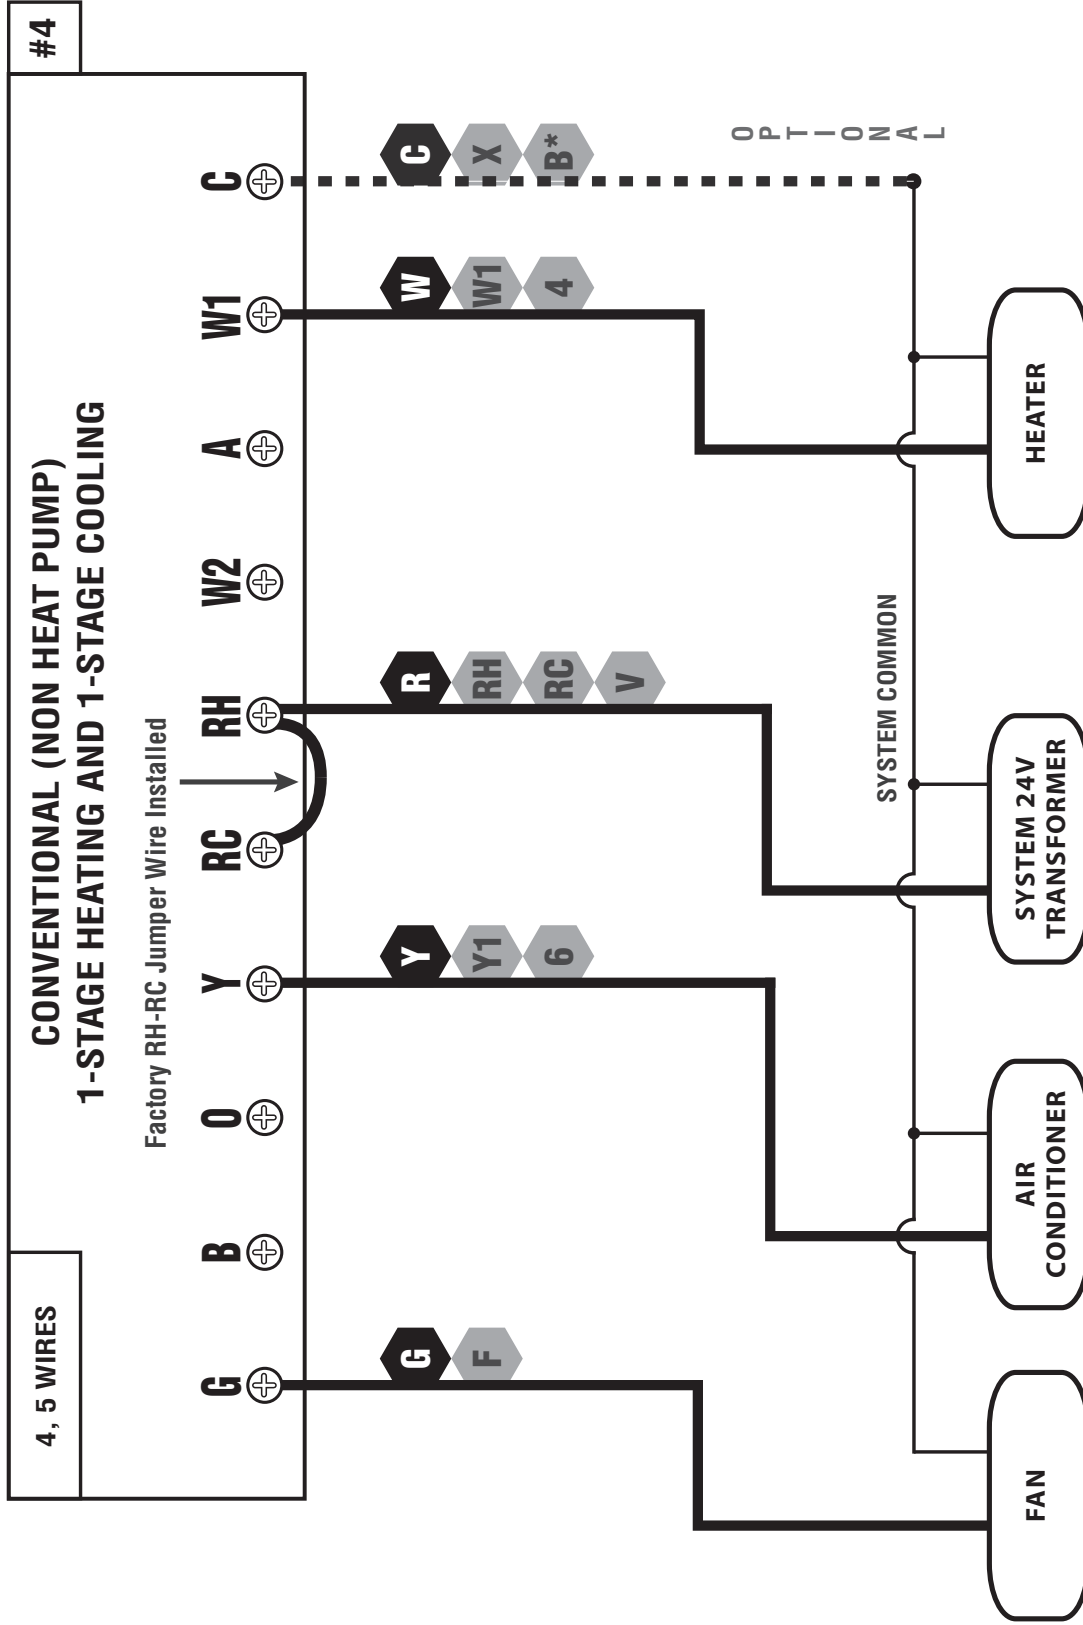 4, 5 WIRES
#4
CONVENTIONAL (NON HEAT PUMP)
1-STAGE HEATING AND 1-STAGE COOLING
Factory RH-RC Jumper Wire Installed
G B O Y RC RH W2 A W1 C
G Y R W C
F Y1 RH W1 X
6 RC 4 B*
V
OPTIONAL
SYSTEM COMMON
FAN
AIR
CONDITIONER
SYSTEM 24V
TRANSFORMER
HEATER